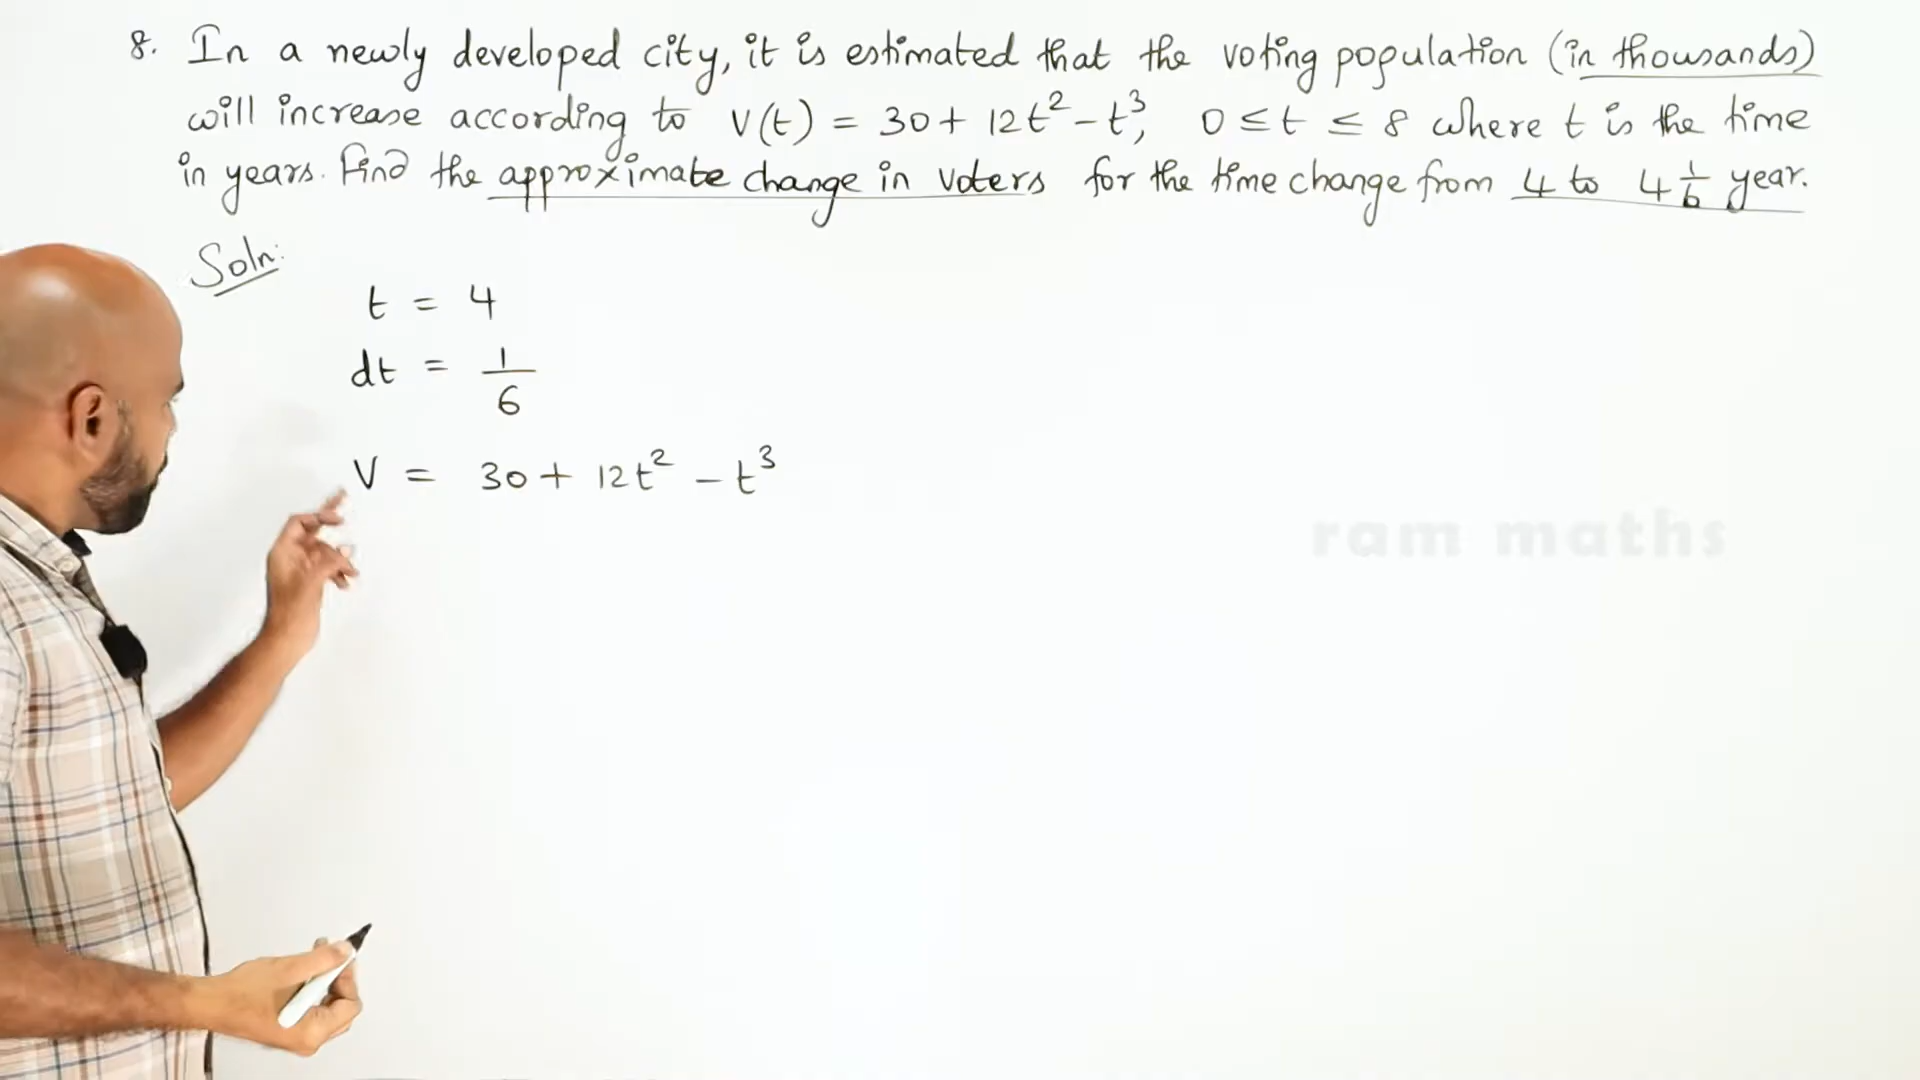 8. In a newly developed city, it is estimated that the voting population (in thousands)
will increase according to V(t) = 30 + 12t² - t³, 0 ≤ t ≤ 8 where t is the time
in years. Find the approximate change in voters for the time change from 4 to 4 1/6 year.
Soln:
t = 4
dt = 1/6
V = 30 + 12t² - t³
ram maths